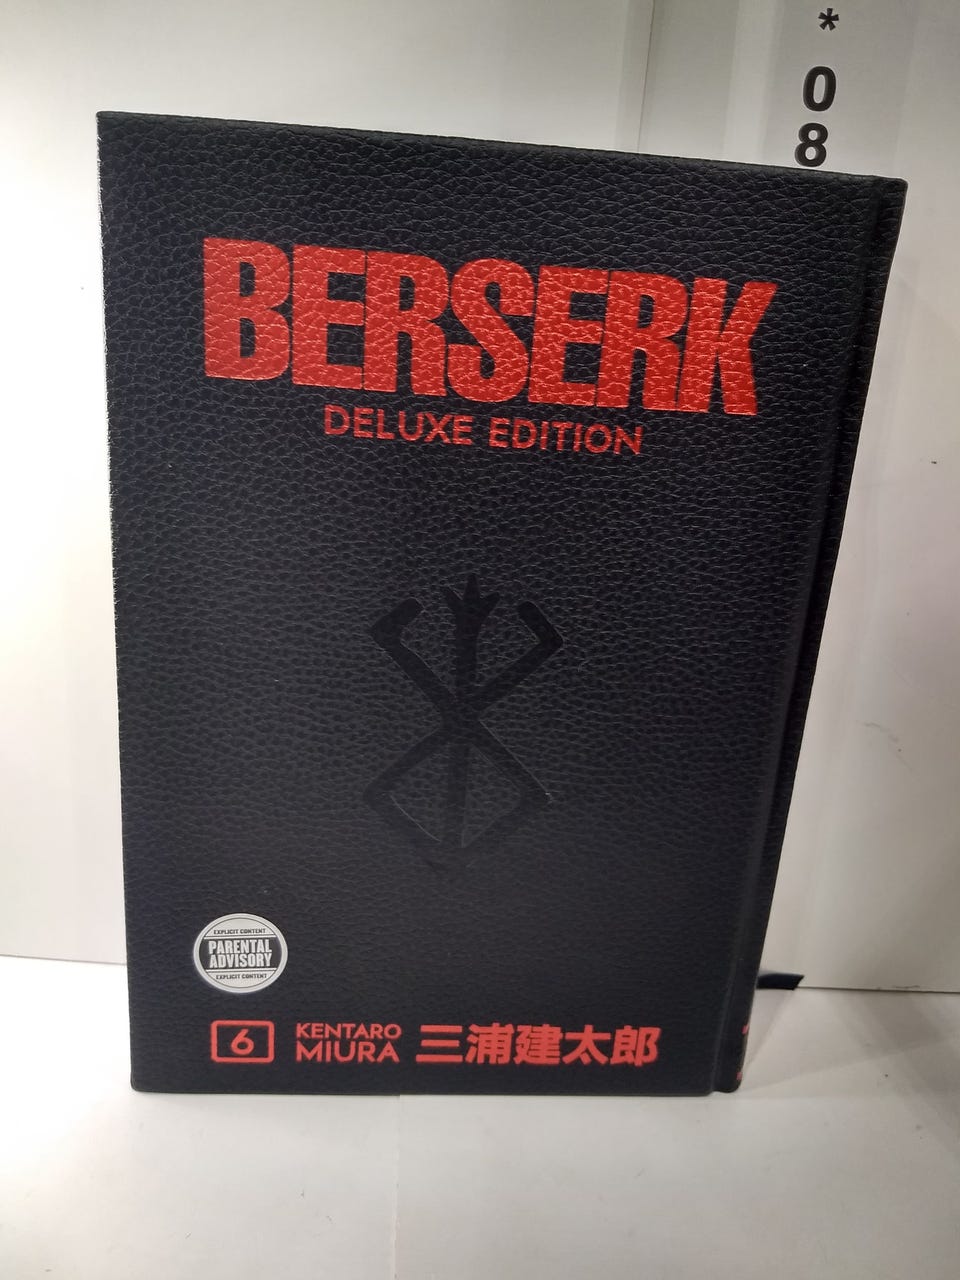 *
0
8
BERSERK
DELUXE EDITION
EXPLICIT CONTENT
PARENTAL
ADVISORY
EXPLICIT CONTENT
6
KENTARO
MIURA
三浦建太郎